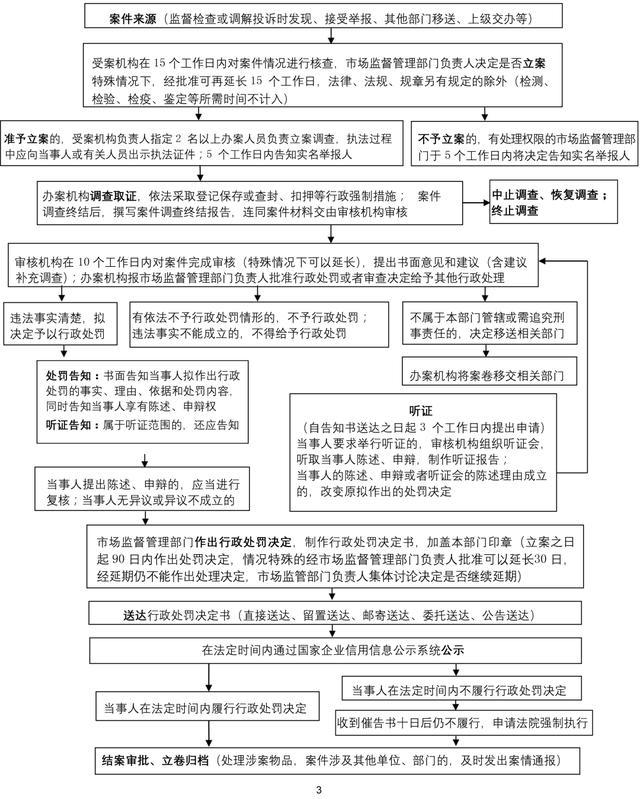 案件来源（监督检查或调解投诉时发现、接受举报、其他部门移送、上级交办等）
受案机构在 15 个工作日内对案件情况进行核查，市场监督管理部门负责人决定是否立案
特殊情况下，经批准可再延长 15 个工作日，法律、法规、规章另有规定的除外（检测、
检验、检疫、鉴定等所需时间不计入）
准予立案的，受案机构负责人指定 2 名以上办案人员负责立案调查，执法过程
中应向当事人或有关人员出示执法证件；5 个工作日内告知实名举报人
不予立案的，有处理权限的市场监督管理部
门于 5 个工作日内将决定告知实名举报人
办案机构调查取证，依法采取登记保存或查封、扣押等行政强制措施； 案件
调查终结后，撰写案件调查终结报告，连同案件材料交由审核机构审核
中止调查、恢复调查；
终止调查
审核机构在 10 个工作日内对案件完成审核（特殊情况下可以延长），提出书面意见和建议（含建议
补充调查）；办案机构报市场监督管理部门负责人批准行政处罚或者审查决定给予其他行政处理
违法事实清楚，拟
决定予以行政处罚
有依法不予行政处罚情形的，不予行政处罚；
违法事实不能成立的，不得给予行政处罚
不属于本部门管辖或需追究刑
事责任的，决定移送相关部门
办案机构将案卷移交相关部门
处罚告知：书面告知当事人拟作出行政
处罚的事实、理由、依据和处罚内容，
同时告知当事人享有陈述、申辩权
听证告知：属于听证范围的，还应告知
听证
（自告知书送达之日起 3 个工作日内提出申请）
当事人要求举行听证的，审核机构组织听证会，
听取当事人陈述、申辩，制作听证报告；
当事人的陈述、申辩或者听证会的陈述理由成立
的，改变原拟作出的处罚决定
当事人提出陈述、申辩的，应当进行
复核；当事人无异议或异议不成立的
市场监督管理部门作出行政处罚决定，制作行政处罚决定书，加盖本部门印章（立案之日
起 90 日内作出处罚决定，情况特殊的经市场监督管理部门负责人批准可以延长30 日，
经延期仍不能作出处理决定，市场监管部门负责人集体讨论决定是否继续延期）
送达行政处罚决定书（直接送达、留置送达、邮寄送达、委托送达、公告送达）
在法定时间内通过国家企业信用信息公示系统公示
当事人在法定时间内履行行政处罚决定
当事人在法定时间内不履行行政处罚决定
收到催告书十日后仍不履行，申请法院强制执行
结案审批、立卷归档（处理涉案物品，案件涉及其他单位、部门的，及时发出案情通报）
3